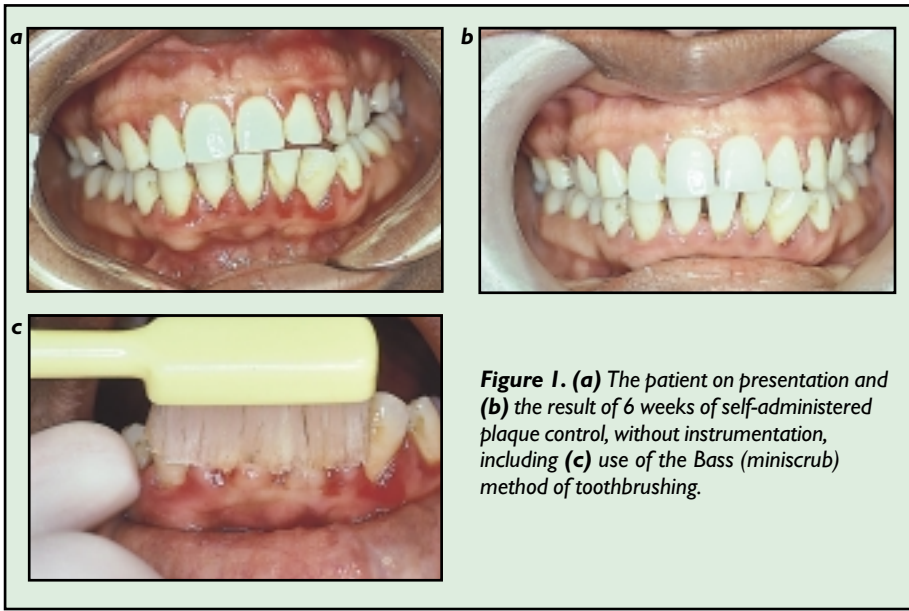 a
b
c
Figure 1. (a) The patient on presentation and
(b) the result of 6 weeks of self-administered
plaque control, without instrumentation,
including (c) use of the Bass (miniscrub)
method of toothbrushing.